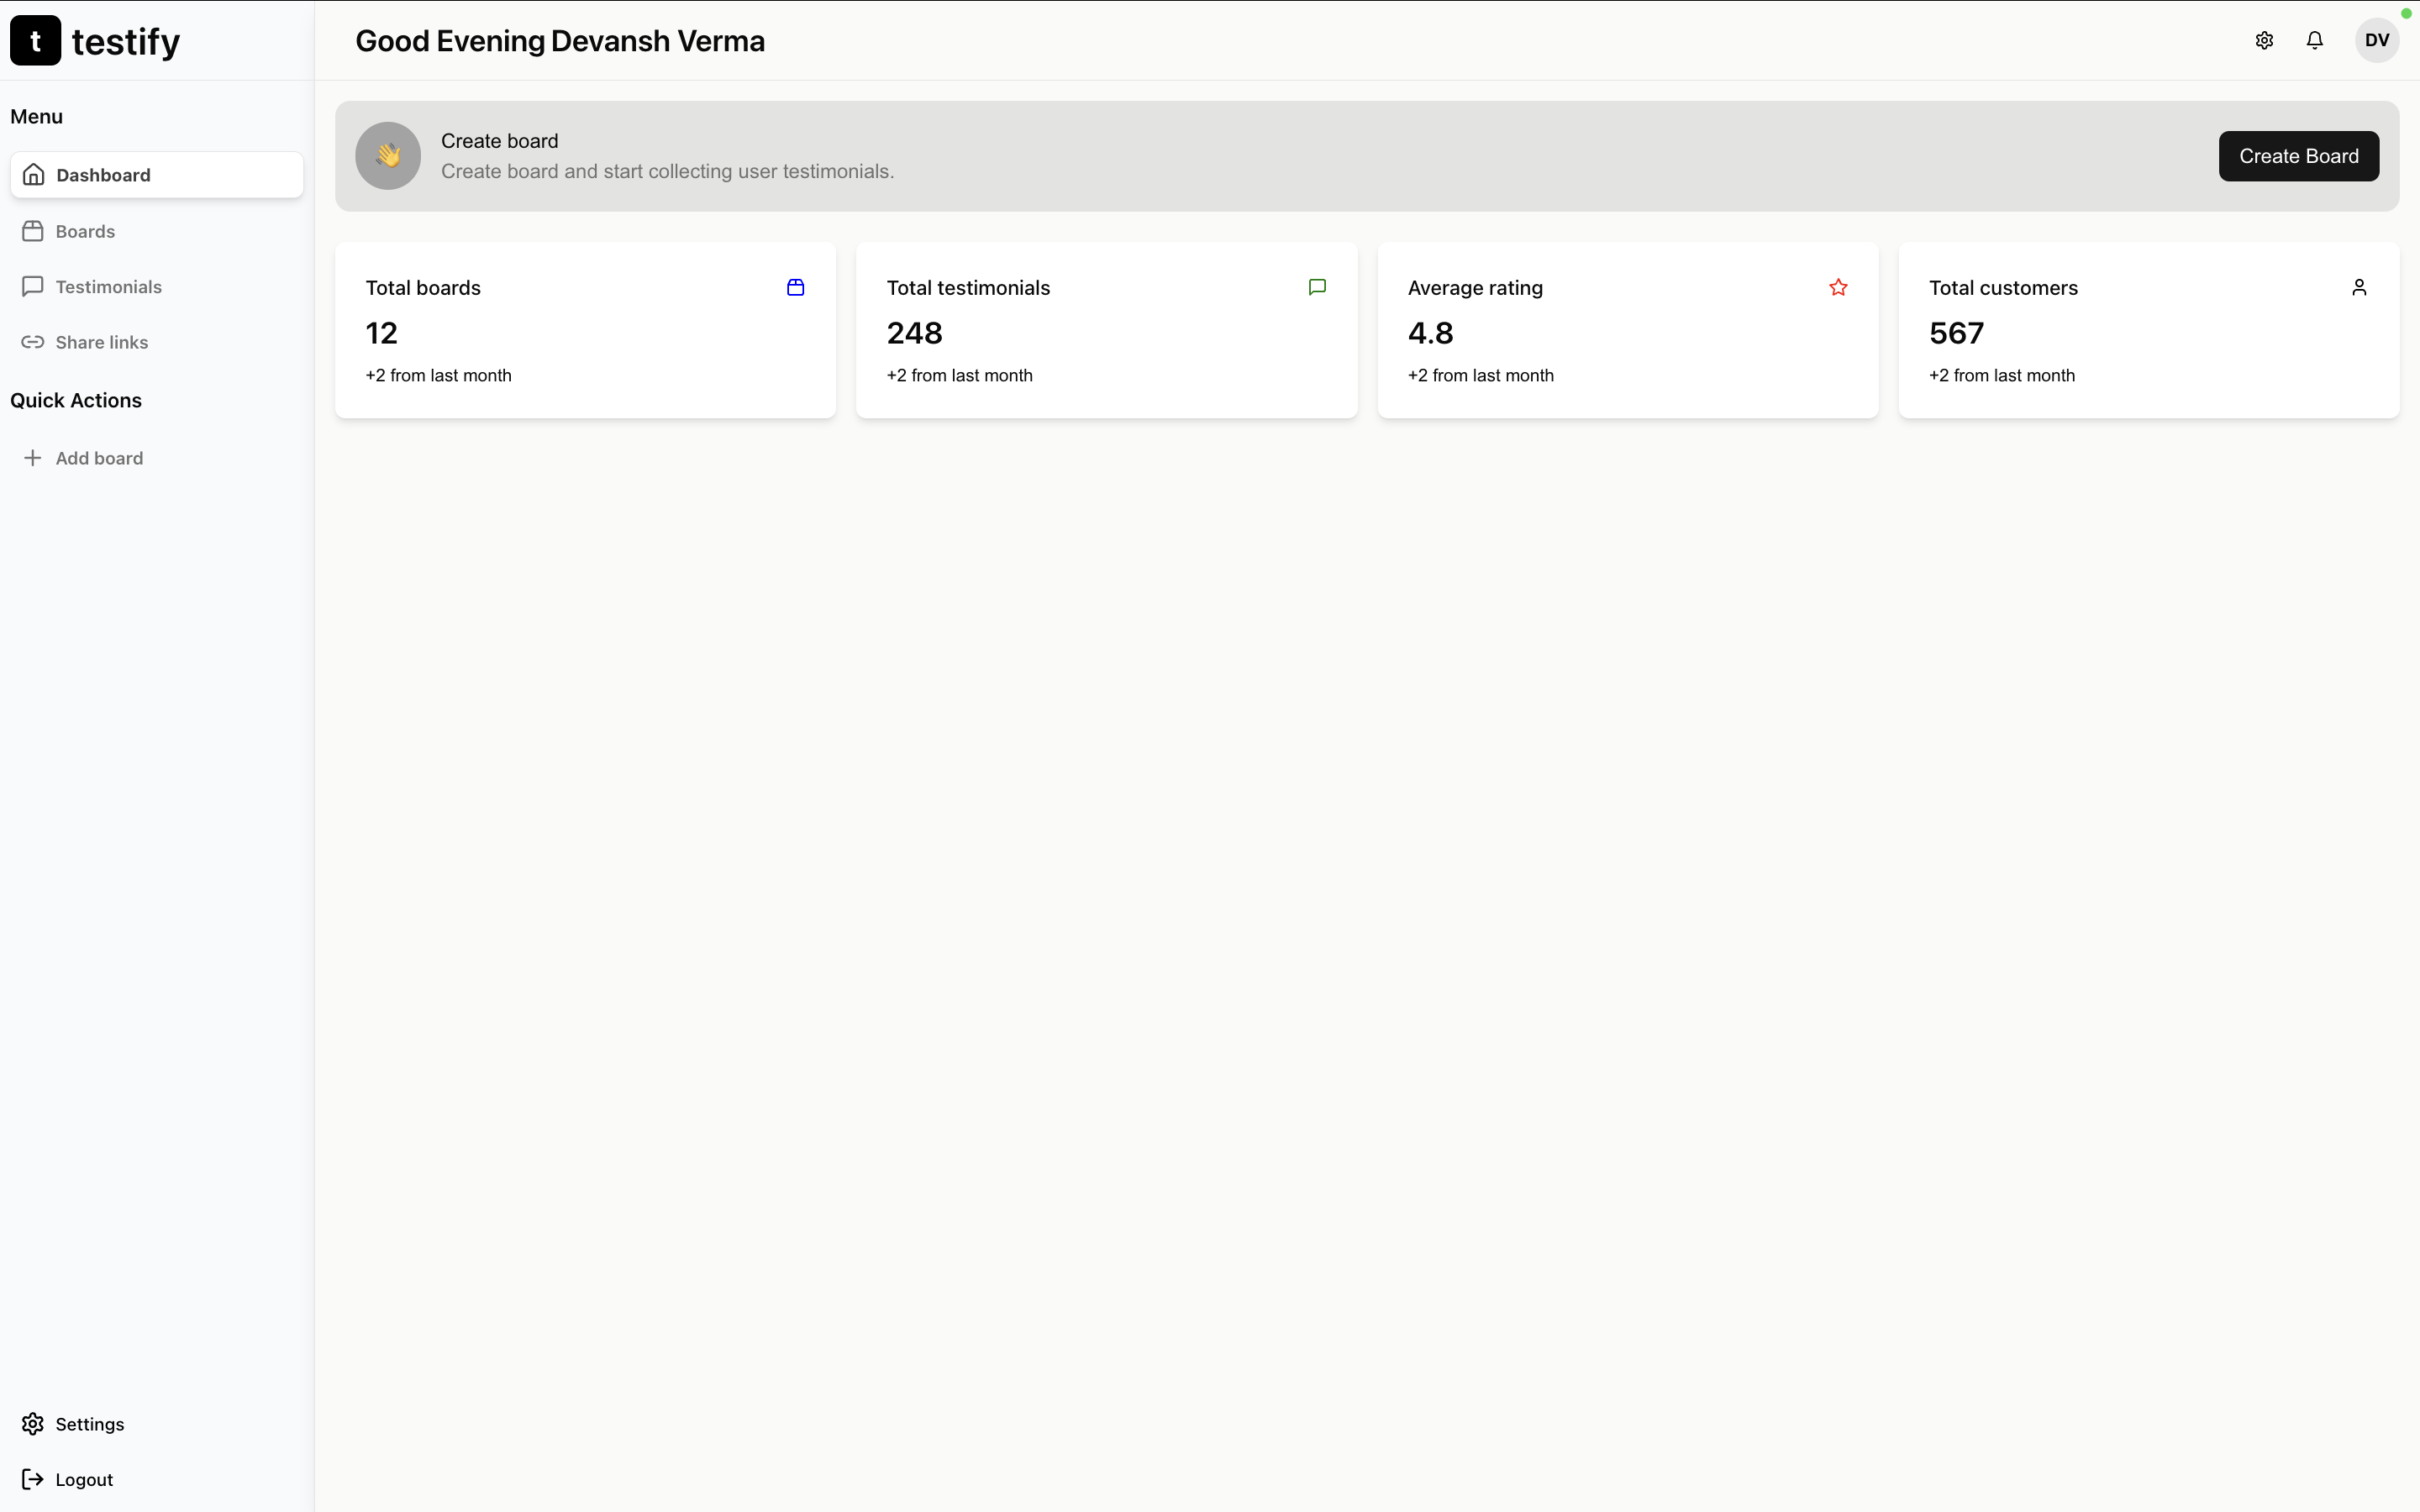 t testify
Good Evening Devansh Verma
DV
Menu
Dashboard
Boards
Testimonials
Share links
Quick Actions
Add board
Settings
Logout
Create board
Create board and start collecting user testimonials.
Create Board
Total boards
12
+2 from last month
Total testimonials
248
+2 from last month
Average rating
4.8
+2 from last month
Total customers
567
+2 from last month